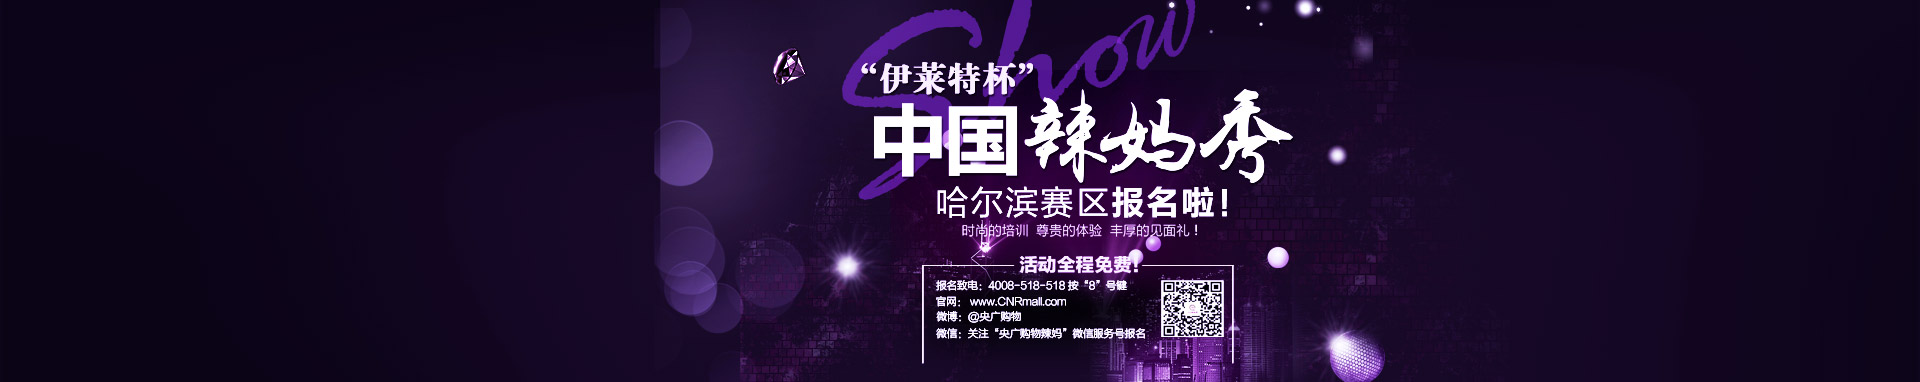 Show
“伊莱特杯”
中国辣妈秀
哈尔滨赛区报名啦!
时尚的培训 尊贵的体验 丰厚的见面礼!
活动全程免费!
报名致电: 4008-518-518 按“8”号键
官网: www.CNRmall.com
微博: @央广购物
微信: 关注“央广购物辣妈”微信服务号报名